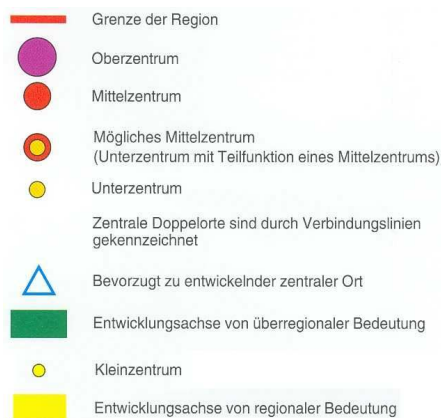 Grenze der Region
Oberzentrum
Mittelzentrum
Mögliches Mittelzentrum
(Unterzentrum mit Teilfunktion eines Mittelzentrums)
Unterzentrum
Zentrale Doppelorte sind durch Verbindungslinien
gekennzeichnet
Bevorzugt zu entwickelnder zentraler Ort
Entwicklungsachse von überregionaler Bedeutung
Kleinzentrum
Entwicklungsachse von regionaler Bedeutung